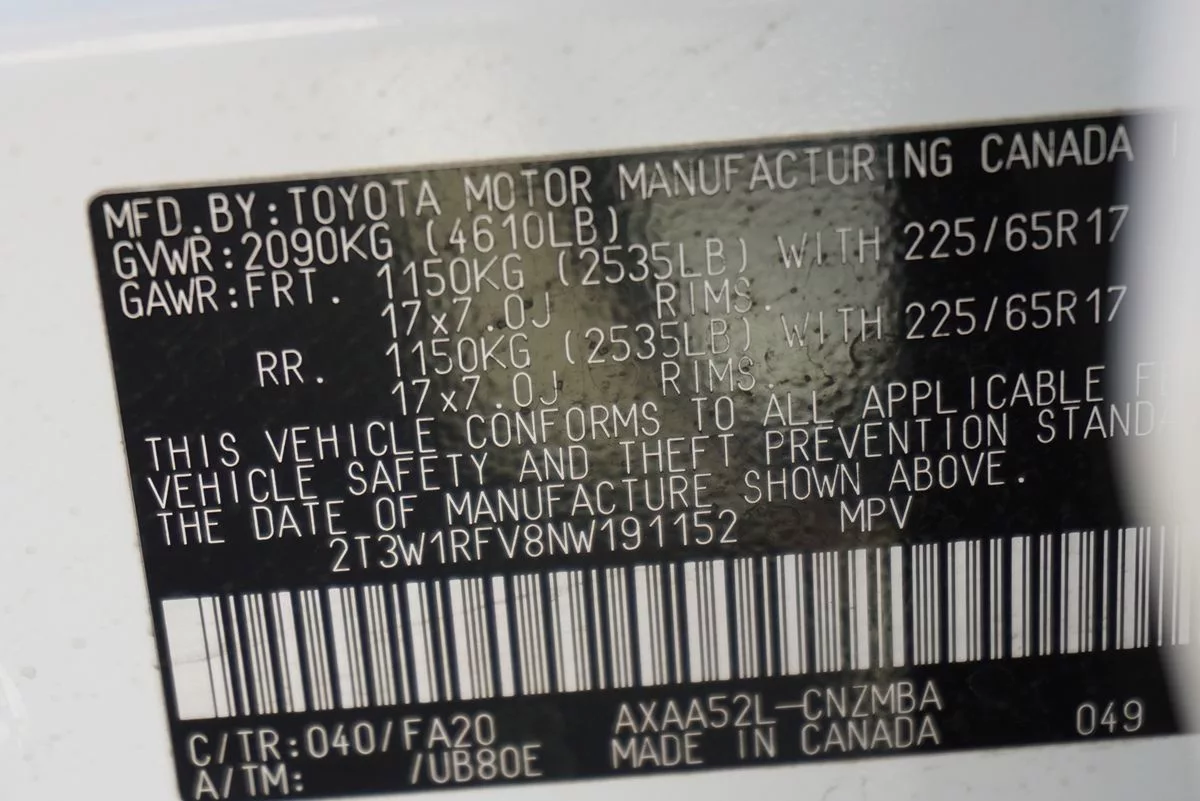 MFD.BY:TOYOTA MOTOR MANUFACTURING CANADA
GVWR:2090KG (4610LB)
GAWR:FRT. 1150KG (2535LB) WITH 225/65R17
17x7.0J RIMS.
RR. 1150KG (2535LB) WITH 225/65R17
17x7.0J RIMS.
THIS VEHICLE CONFORMS TO ALL APPLICABLE
VEHICLE SAFETY AND THEFT PREVENTION STANDA
THE DATE OF MANUFACTURE SHOWN ABOVE.
2T3W1RFV8NW191152 MPV
C/TR:040/FA20 AXAA52L-CNZMBA 049
A/TM: /UB80E MADE IN CANADA